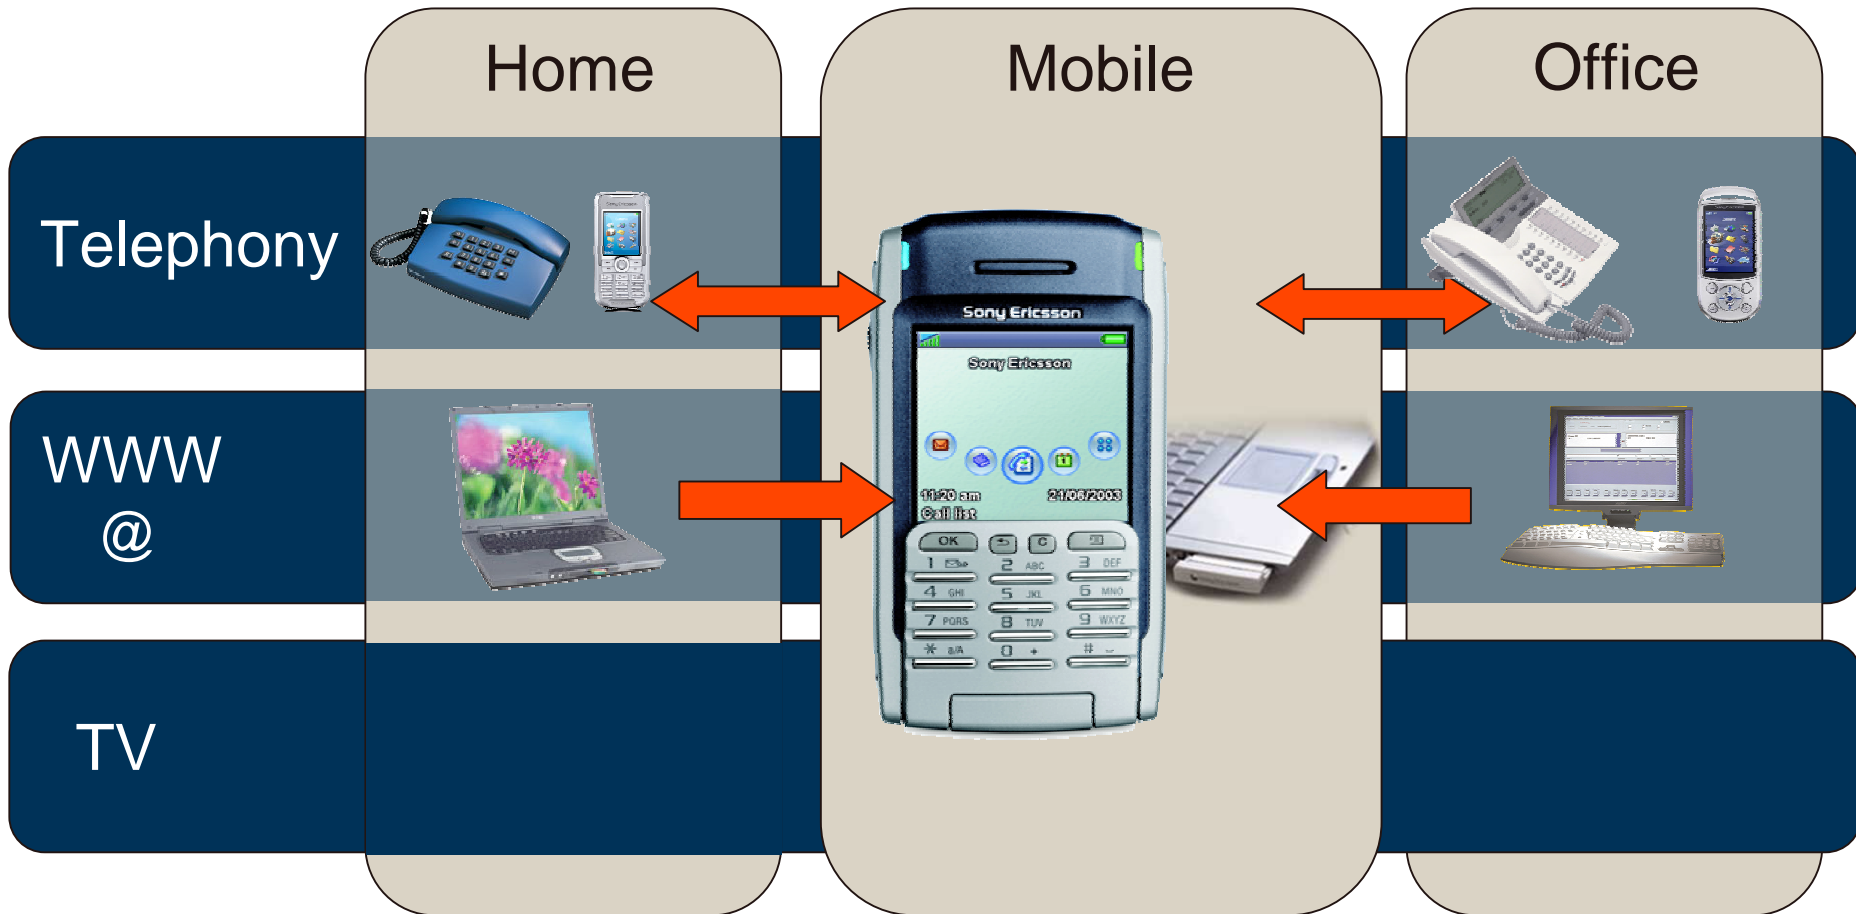 Home
Mobile
Office
Telephony
WWW
@
TV
Sony Ericsson
Sony Ericsson
11:20 am 21/06/2003
Call list
OK C
1 2 ABC 3 DEF
4 GHI 5 JKL 6 MNO
7 PQRS 8 TUV 9 WXYZ
* a/A 0 + #